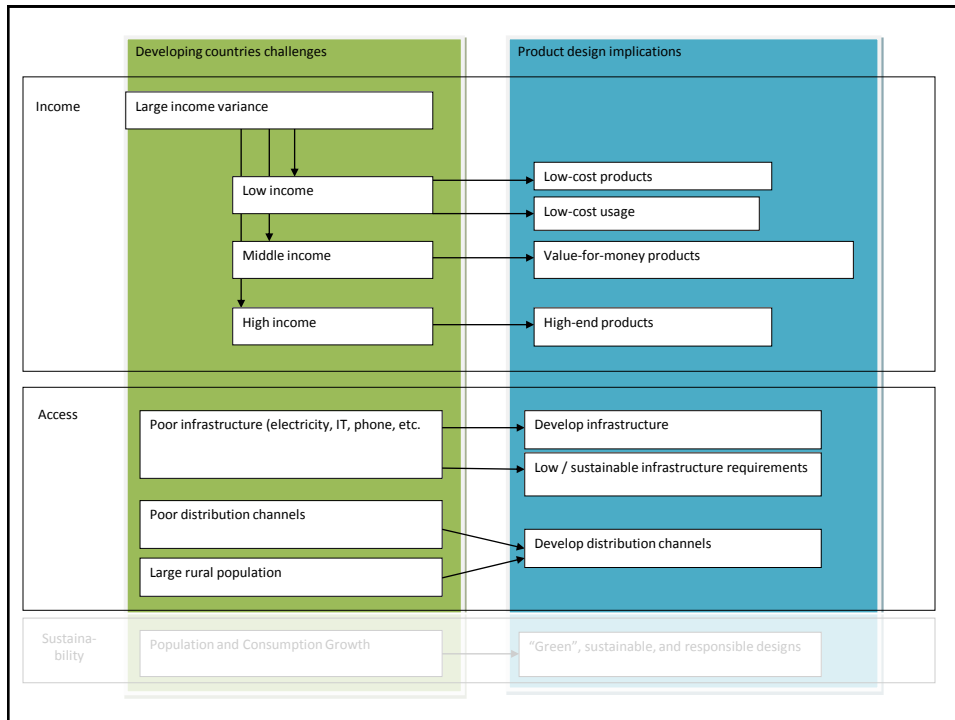 Developing countries challenges
Product design implications
Income
Large income variance
Low income
Low-cost products
Low-cost usage
Middle income
Value-for-money products
High income
High-end products
Access
Poor infrastructure (electricity, IT, phone, etc.
Develop infrastructure
Low / sustainable infrastructure requirements
Poor distribution channels
Develop distribution channels
Large rural population
Sustaina-
bility
Population and Consumption Growth
“Green”, sustainable, and responsible designs